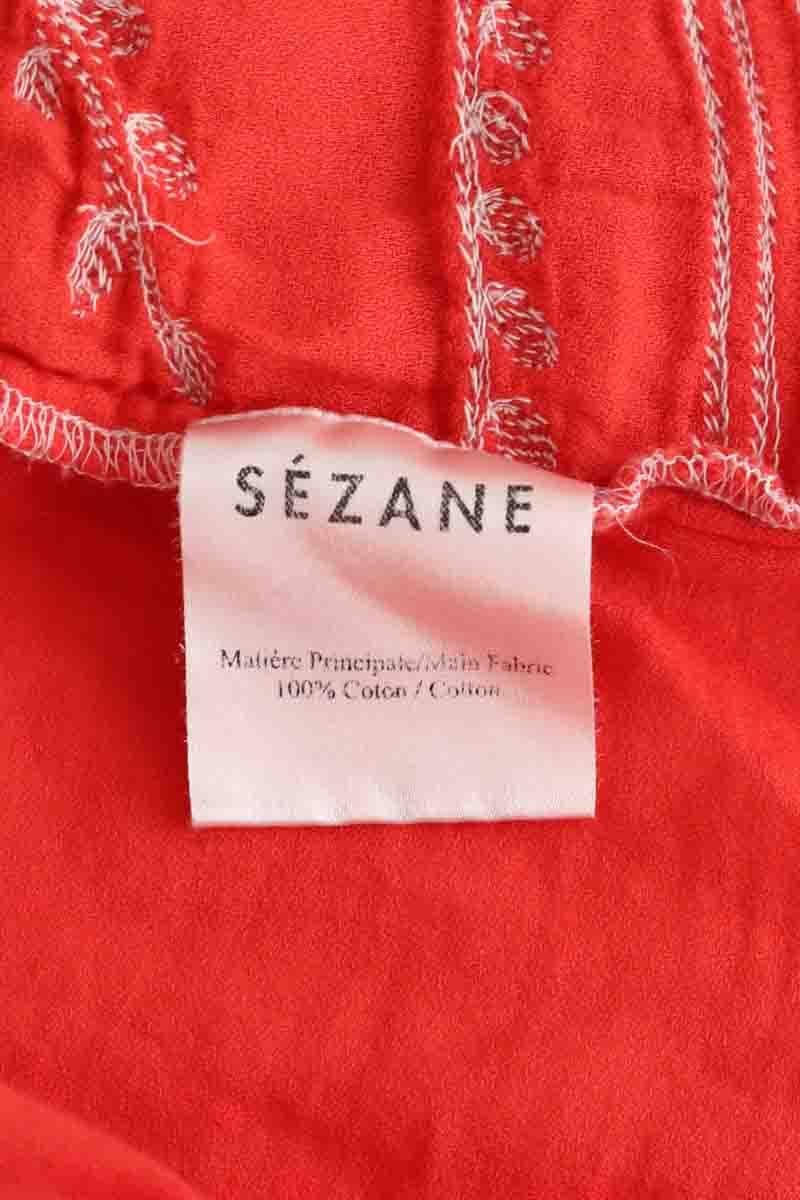 SÉZANE
Matière Principale/Main Fabric
100% Coton / Cotton